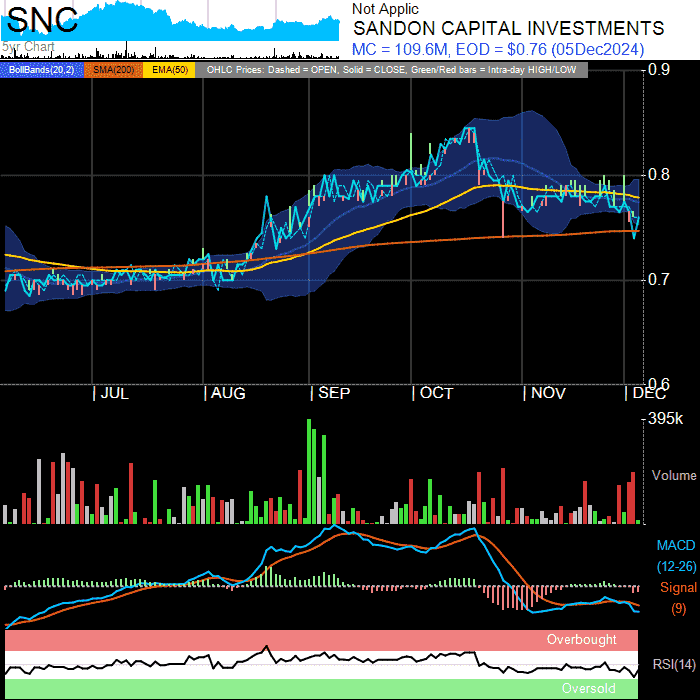 SNC
5yr Chart
Not Applic
SANDON CAPITAL INVESTMENTS
MC = 109.6M, EOD = $0.76 (05Dec2024)
BollBands(20,2) SMA(200) EMA(50) OHLC Prices: Dashed = OPEN, Solid = CLOSE, Green/Red bars = Intra-day HIGH/LOW
0.9
0.8
0.7
0.6
JUL AUG SEP OCT NOV DEC
395k
Volume
MACD
(12-26)
Signal
(9)
Overbought
RSI(14)
Oversold